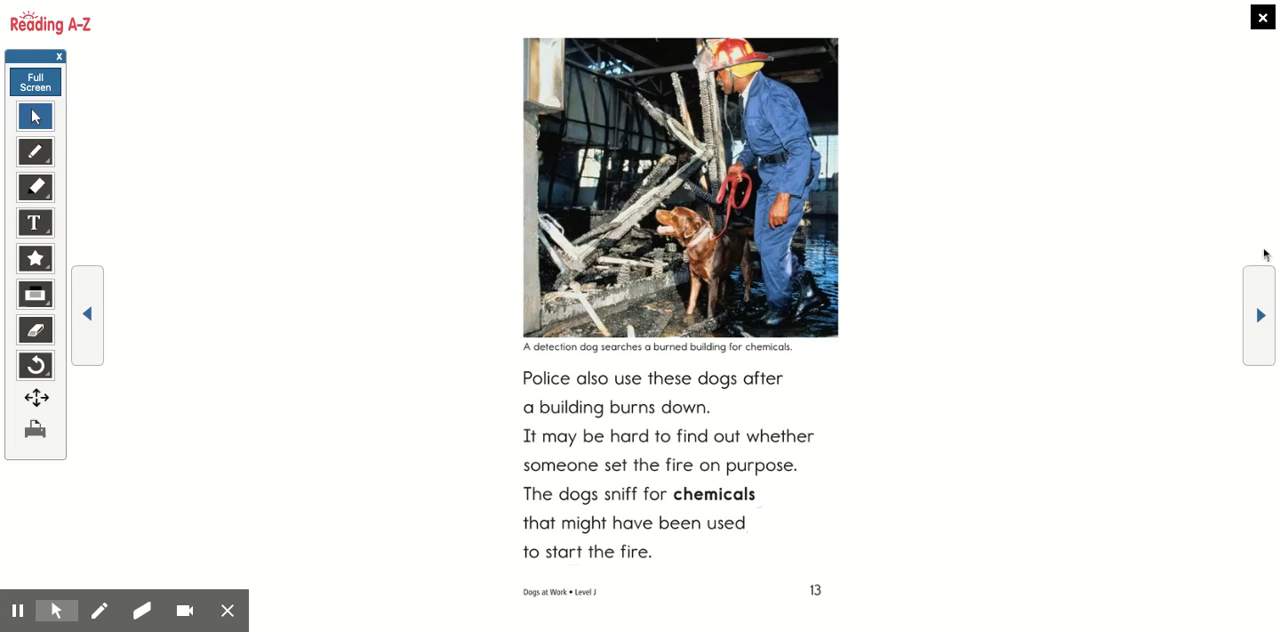 Reading A-Z
x
Full
Screen
T
A detection dog searches a burned building for chemicals.
Police also use these dogs after
a building burns down.
It may be hard to find out whether
someone set the fire on purpose.
The dogs sniff for chemicals
that might have been used
to start the fire.
Dogs at Work • Level J
13